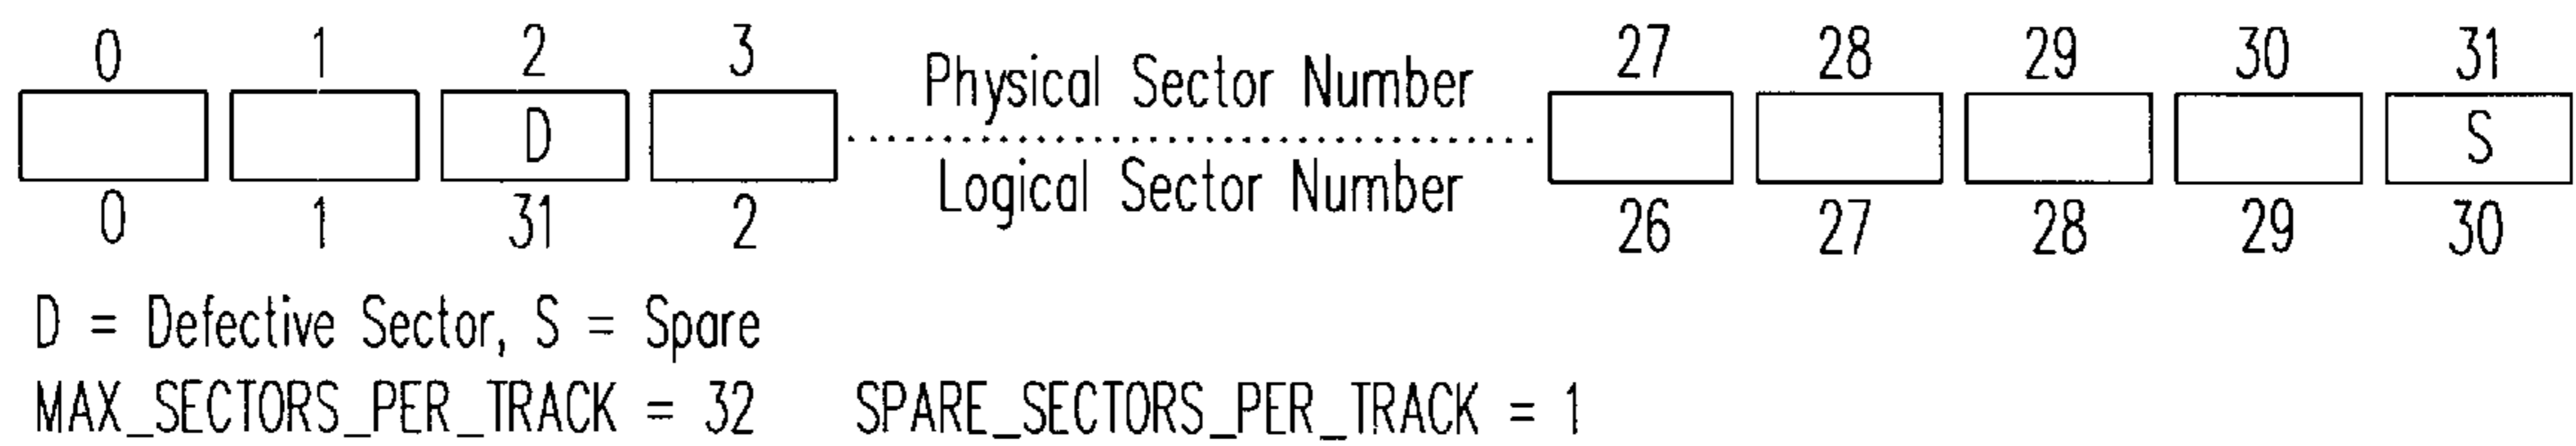 0 1 2 3 Physical Sector Number 27 28 29 30 31
D S
0 1 31 2 Logical Sector Number 26 27 28 29 30
D = Defective Sector, S = Spare
MAX_SECTORS_PER_TRACK = 32 SPARE_SECTORS_PER_TRACK = 1